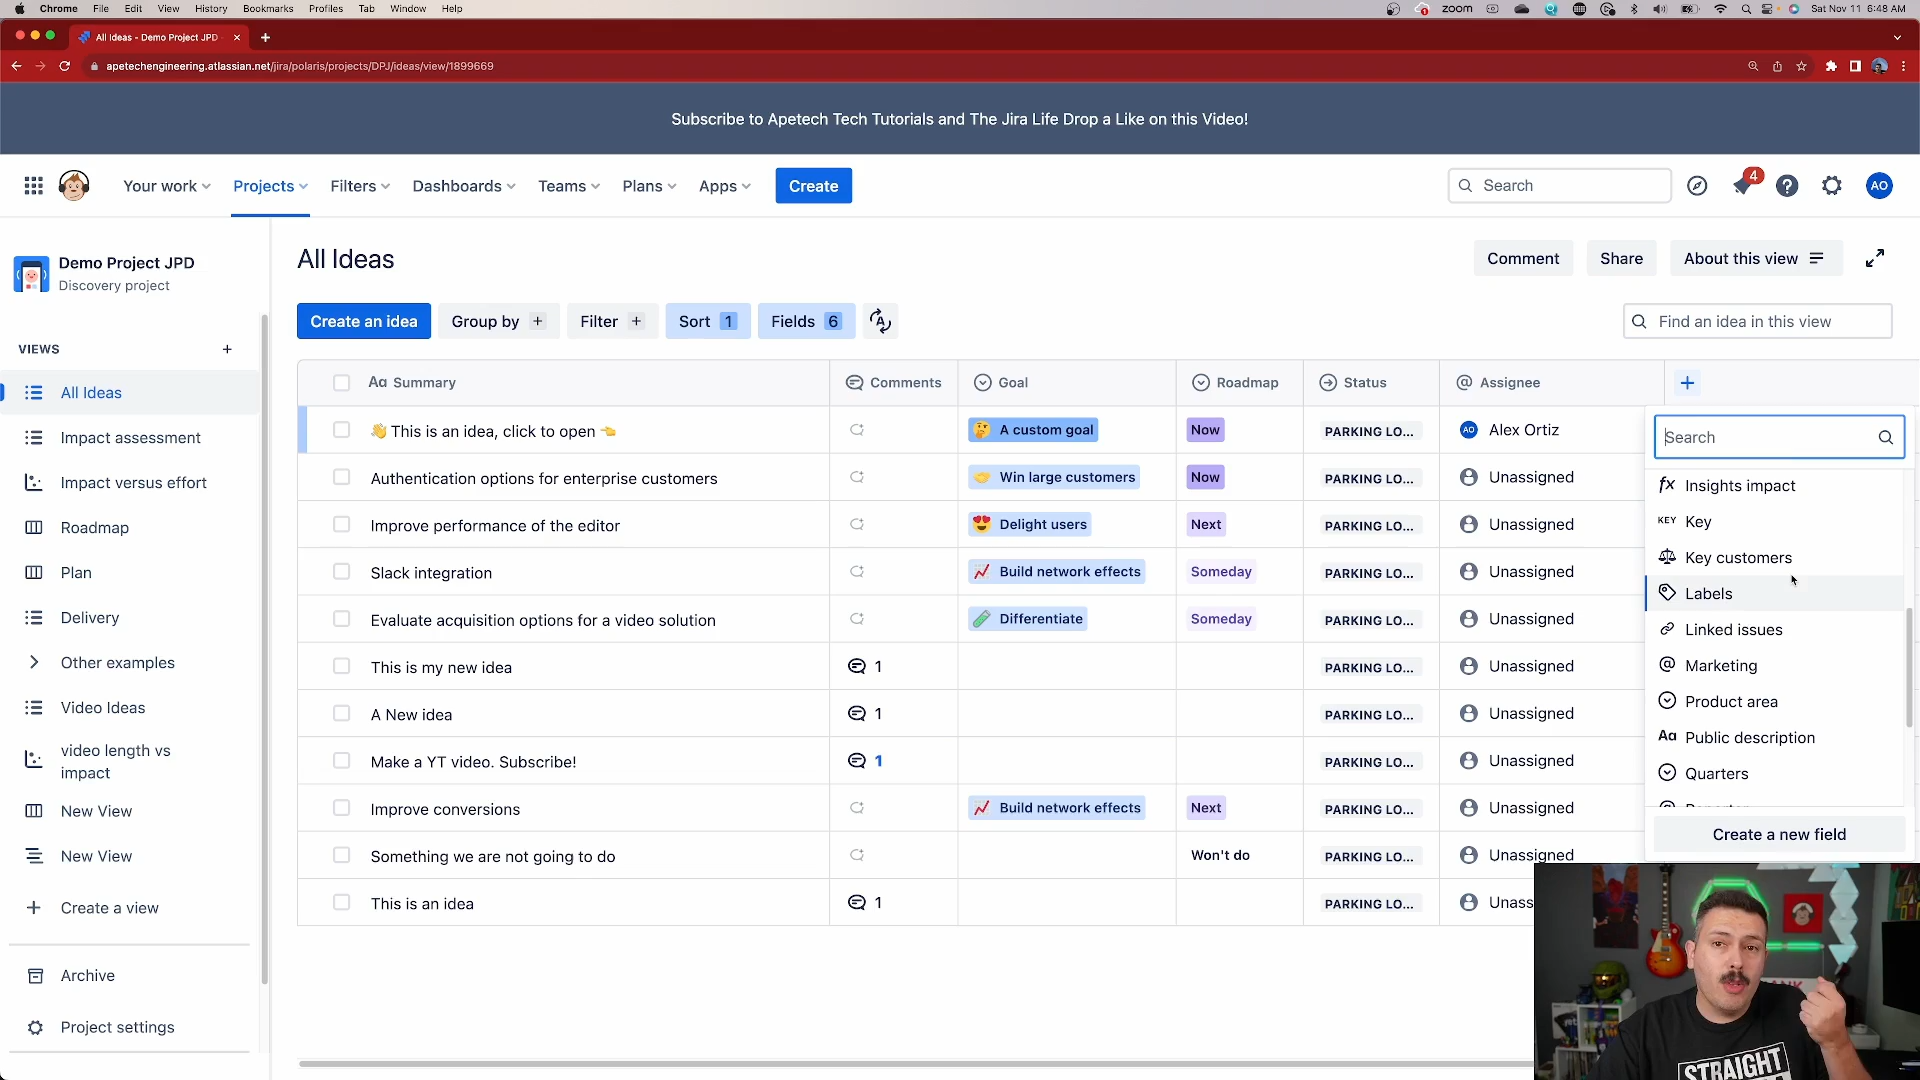 Chrome File Edit View History Bookmarks Profiles Tab Window Help
zoom Sat Nov 11 6:48 AM
All Ideas - Demo Project JPD
apetechengineering.atlassian.net/jira/polaris/projects/DPJ/ideas/view/1899669
Subscribe to Apetech Tech Tutorials and The Jira Life Drop a Like on this Video!
Your work Projects Filters Dashboards Teams Plans Apps Create Search 4 AO
Demo Project JPD
Discovery project
VIEWS
All Ideas
Impact assessment
Impact versus effort
Roadmap
Plan
Delivery
Other examples
Video Ideas
video length vs
impact
New View
New View
Create a view
Archive
Project settings
All Ideas
Comment Share About this view
Create an idea Group by Filter Sort 1 Fields 6 Find an idea in this view
Aa Summary Comments Goal Roadmap Status Assignee
This is an idea, click to open A custom goal Now PARKING LO... AO Alex Ortiz
Authentication options for enterprise customers Win large customers Now PARKING LO... Unassigned
Improve performance of the editor Delight users Next PARKING LO... Unassigned
Slack integration Build network effects Someday PARKING LO... Unassigned
Evaluate acquisition options for a video solution Differentiate Someday PARKING LO... Unassigned
This is my new idea 1 PARKING LO... Unassigned
A New idea 1 PARKING LO... Unassigned
Make a YT video. Subscribe! 1 PARKING LO... Unassigned
Improve conversions Build network effects Next PARKING LO... Unassigned
Something we are not going to do Won't do PARKING LO... Unassigned
This is an idea 1 PARKING LO... Unass
Search
fx Insights impact
KEY Key
Key customers
Labels
Linked issues
Marketing
Product area
Aa Public description
Quarters
Create a new field
STRAIGHT